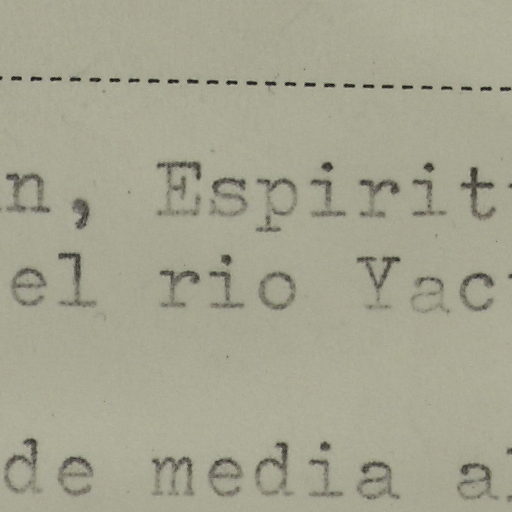 n, Espirit
el rio Yac
de media a